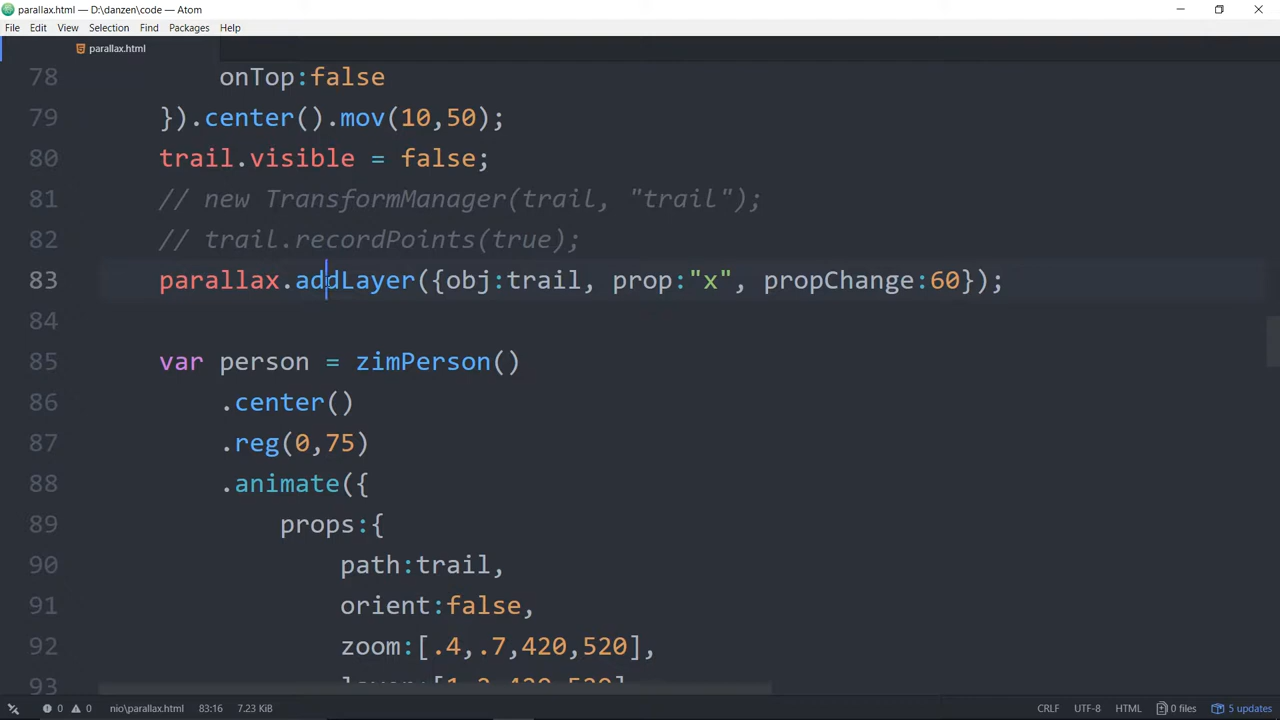 parallax.html — D:\danzen\code — Atom
File Edit View Selection Find Packages Help
parallax.html
78 onTop:false
79 }).center().mov(10,50);
80 trail.visible = false;
81 // new TransformManager(trail, "trail");
82 // trail.recordPoints(true);
83 parallax.addLayer({obj:trail, prop:"x", propChange:60});
84
85 var person = zimPerson()
86 .center()
87 .reg(0,75)
88 .animate({
89 props:{
90 path:trail,
91 orient:false,
92 zoom:[.4,.7,420,520],
93
0 0 nio\parallax.html 83:16 7.23 KiB CRLF UTF-8 HTML 0 files 5 updates